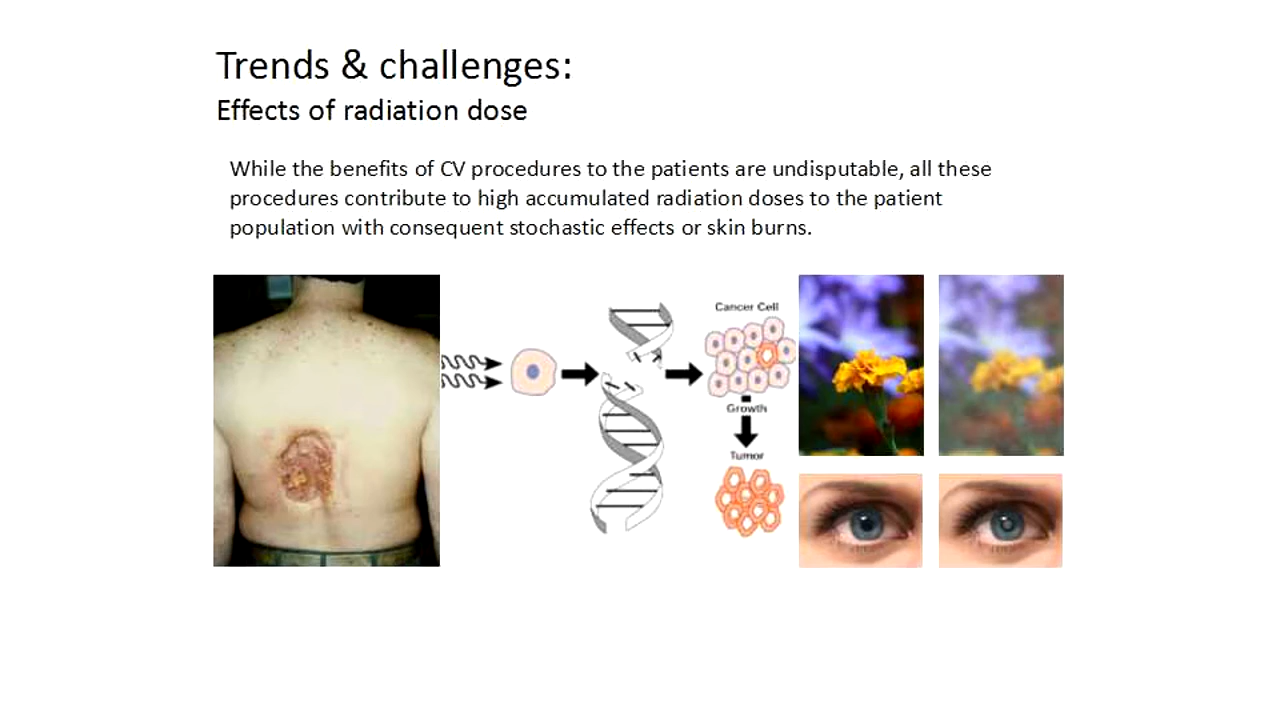 Trends & challenges:
Effects of radiation dose
While the benefits of CV procedures to the patients are undisputable, all these
procedures contribute to high accumulated radiation doses to the patient
population with consequent stochastic effects or skin burns.
Cancer Cell
Growth
Tumor